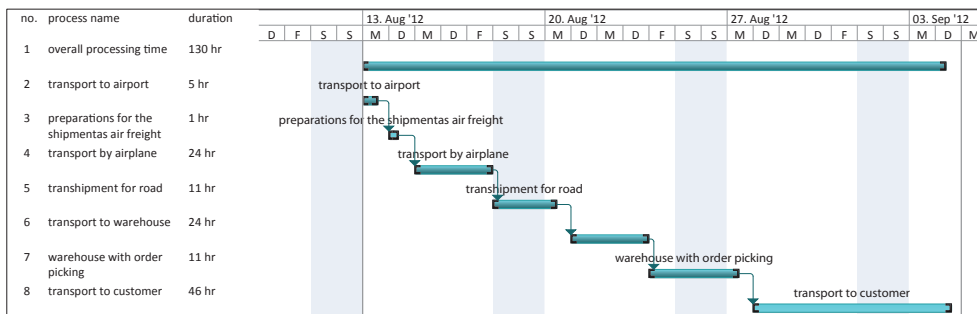 no. process name duration
13. Aug '12 20. Aug '12 27. Aug '12 03. Sep '12
D F S S M D M D F S S M D M D F S S M D M D F S S M D M
1 overall processing time 130 hr
2 transport to airport 5 hr
transport to airport
3 preparations for the 1 hr
shipmentas air freight
preparations for the shipmentas air freight
4 transport by airplane 24 hr
transport by airplane
5 transhipment for road 11 hr
transhipment for road
6 transport to warehouse 24 hr
7 warehouse with order 11 hr
picking
warehouse with order picking
8 transport to customer 46 hr
transport to customer